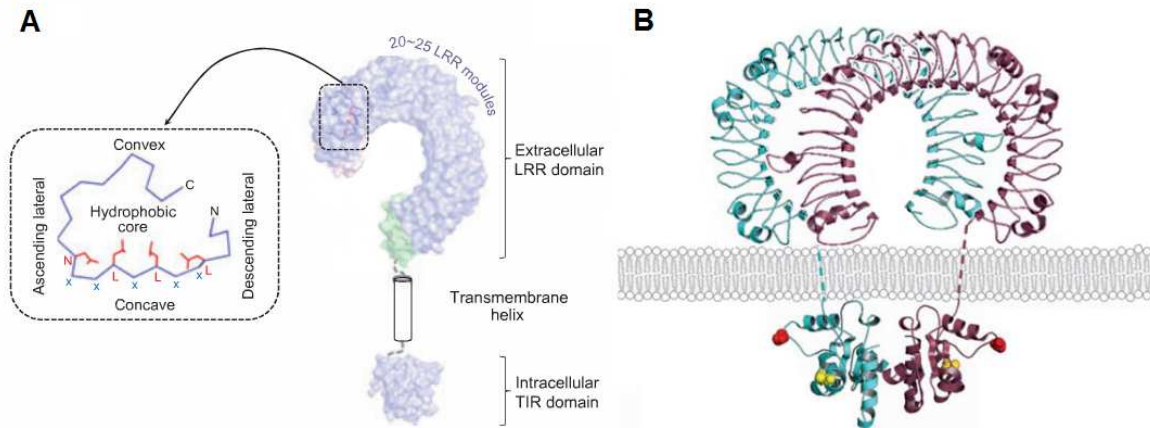 A
B
20~25 LRR modules
Convex
C
N
Ascending lateral
Hydrophobic
core
Descending lateral
N
L
L
L
x
x
x
x
x
Concave
Extracellular
LRR domain
Transmembrane
helix
Intracellular
TIR domain